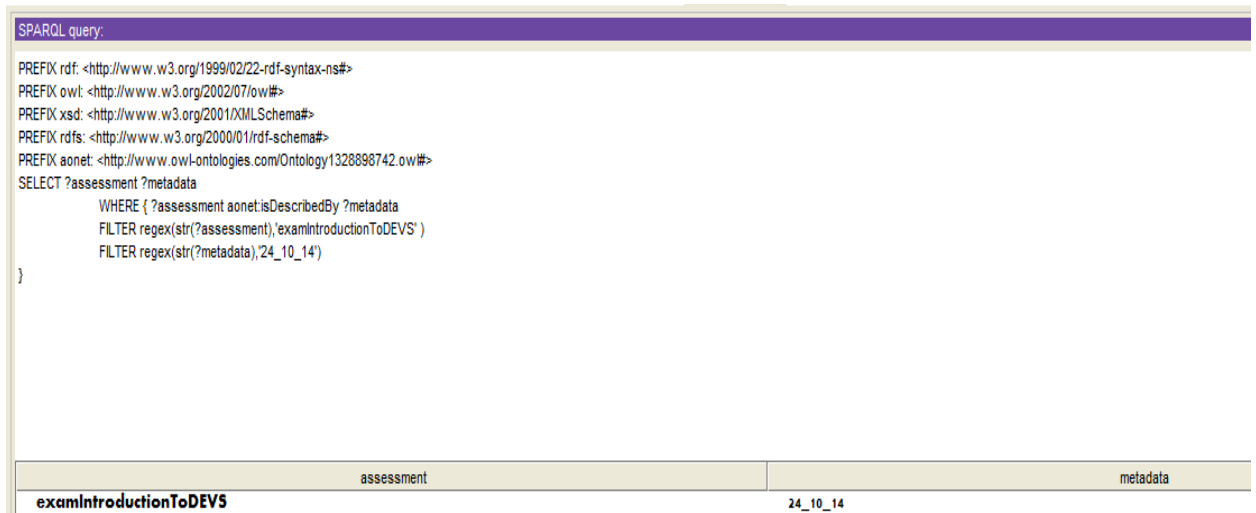 SPARQL query:
PREFIX rdf: <http://www.w3.org/1999/02/22-rdf-syntax-ns#>
PREFIX owl: <http://www.w3.org/2002/07/owl#>
PREFIX xsd: <http://www.w3.org/2001/XMLSchema#>
PREFIX rdfs: <http://www.w3.org/2000/01/rdf-schema#>
PREFIX aonet: <http://www.owl-ontologies.com/Ontology1328898742.owl#>
SELECT ?assessment ?metadata
WHERE { ?assessment aonet:isDescribedBy ?metadata
FILTER regex(str(?assessment),'examIntroductionToDEVS' )
FILTER regex(str(?metadata),'24_10_14')
}
assessment metadata
examIntroductionToDEVS 24_10_14